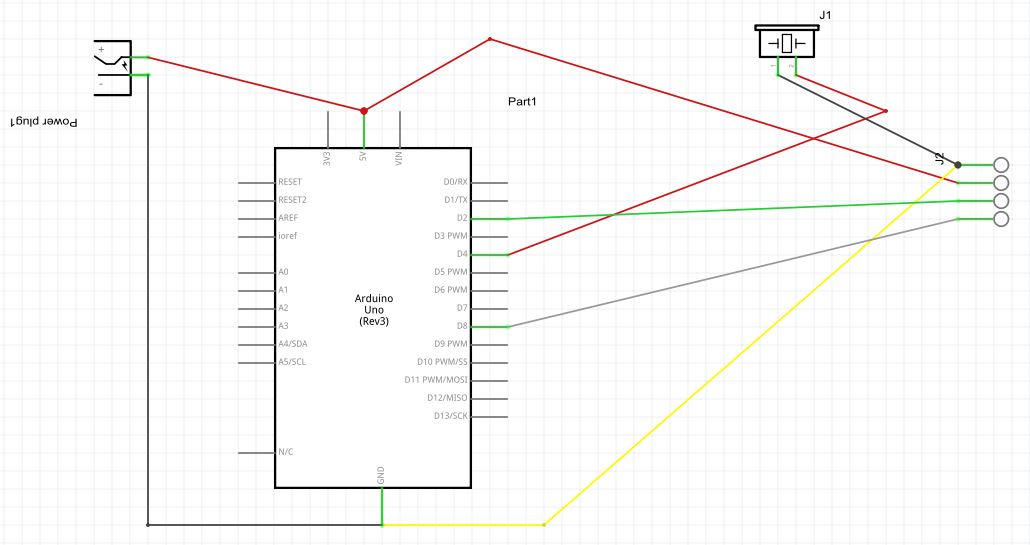 J1
+
-
1
2
Power plug1
Part1
J2
3V3
5V
VIN
RESET
RESET2
AREF
ioref
A0
A1
A2
A3
A4/SDA
A5/SCL
N/C
Arduino
Uno
(Rev3)
D0/RX
D1/TX
D2
D3 PWM
D4
D5 PWM
D6 PWM
D7
D8
D9 PWM
D10 PWM/SS
D11 PWM/MOSI
D12/MISO
D13/SCK
GND